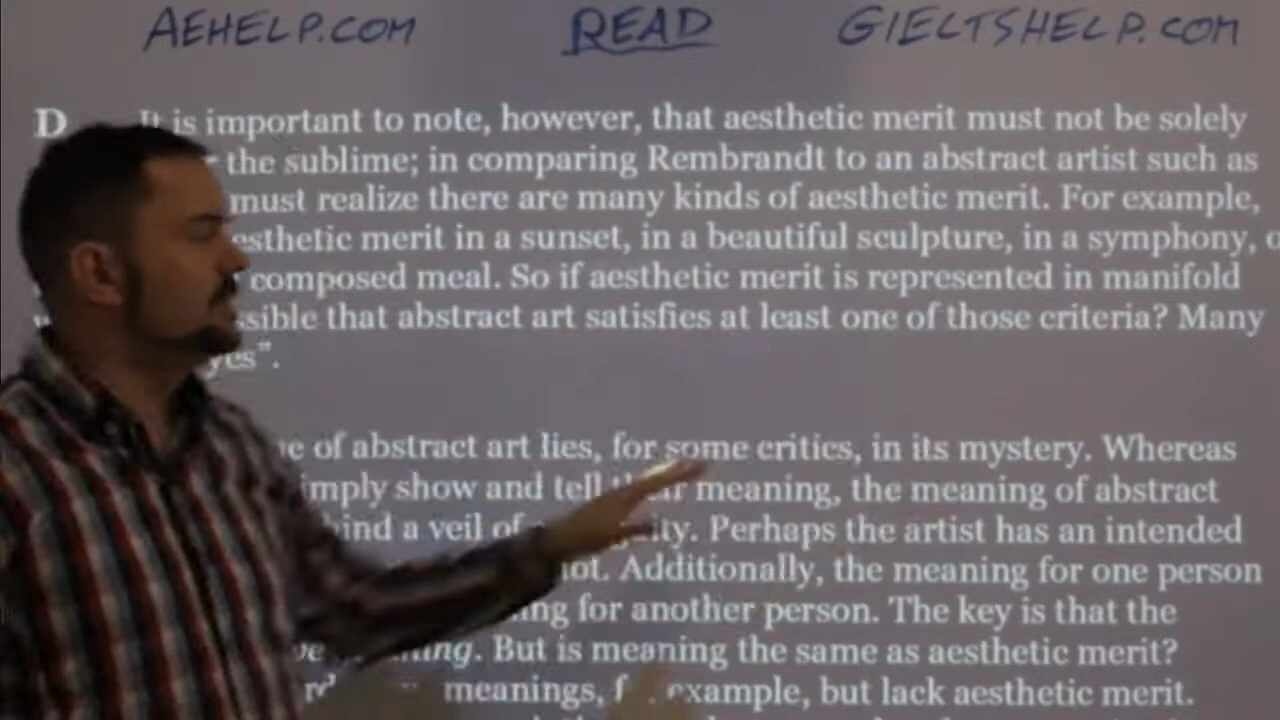 AEHELP.COM READ GIELTSHELP.COM
D It is important to note, however, that aesthetic merit must not be solely
the sublime; in comparing Rembrandt to an abstract artist such as
must realize there are many kinds of aesthetic merit. For example,
esthetic merit in a sunset, in a beautiful sculpture, in a symphony, o
composed meal. So if aesthetic merit is represented in manifold
ssible that abstract art satisfies at least one of those criteria? Many
yes".
of abstract art lies, for some critics, in its mystery. Whereas
imply show and tell their meaning, the meaning of abstract
ind a veil of Perhaps the artist has an intended
not. Additionally, the meaning for one person
ing for another person. The key is that the
But is meaning the same as aesthetic merit?
meanings, example, but lack aesthetic merit.